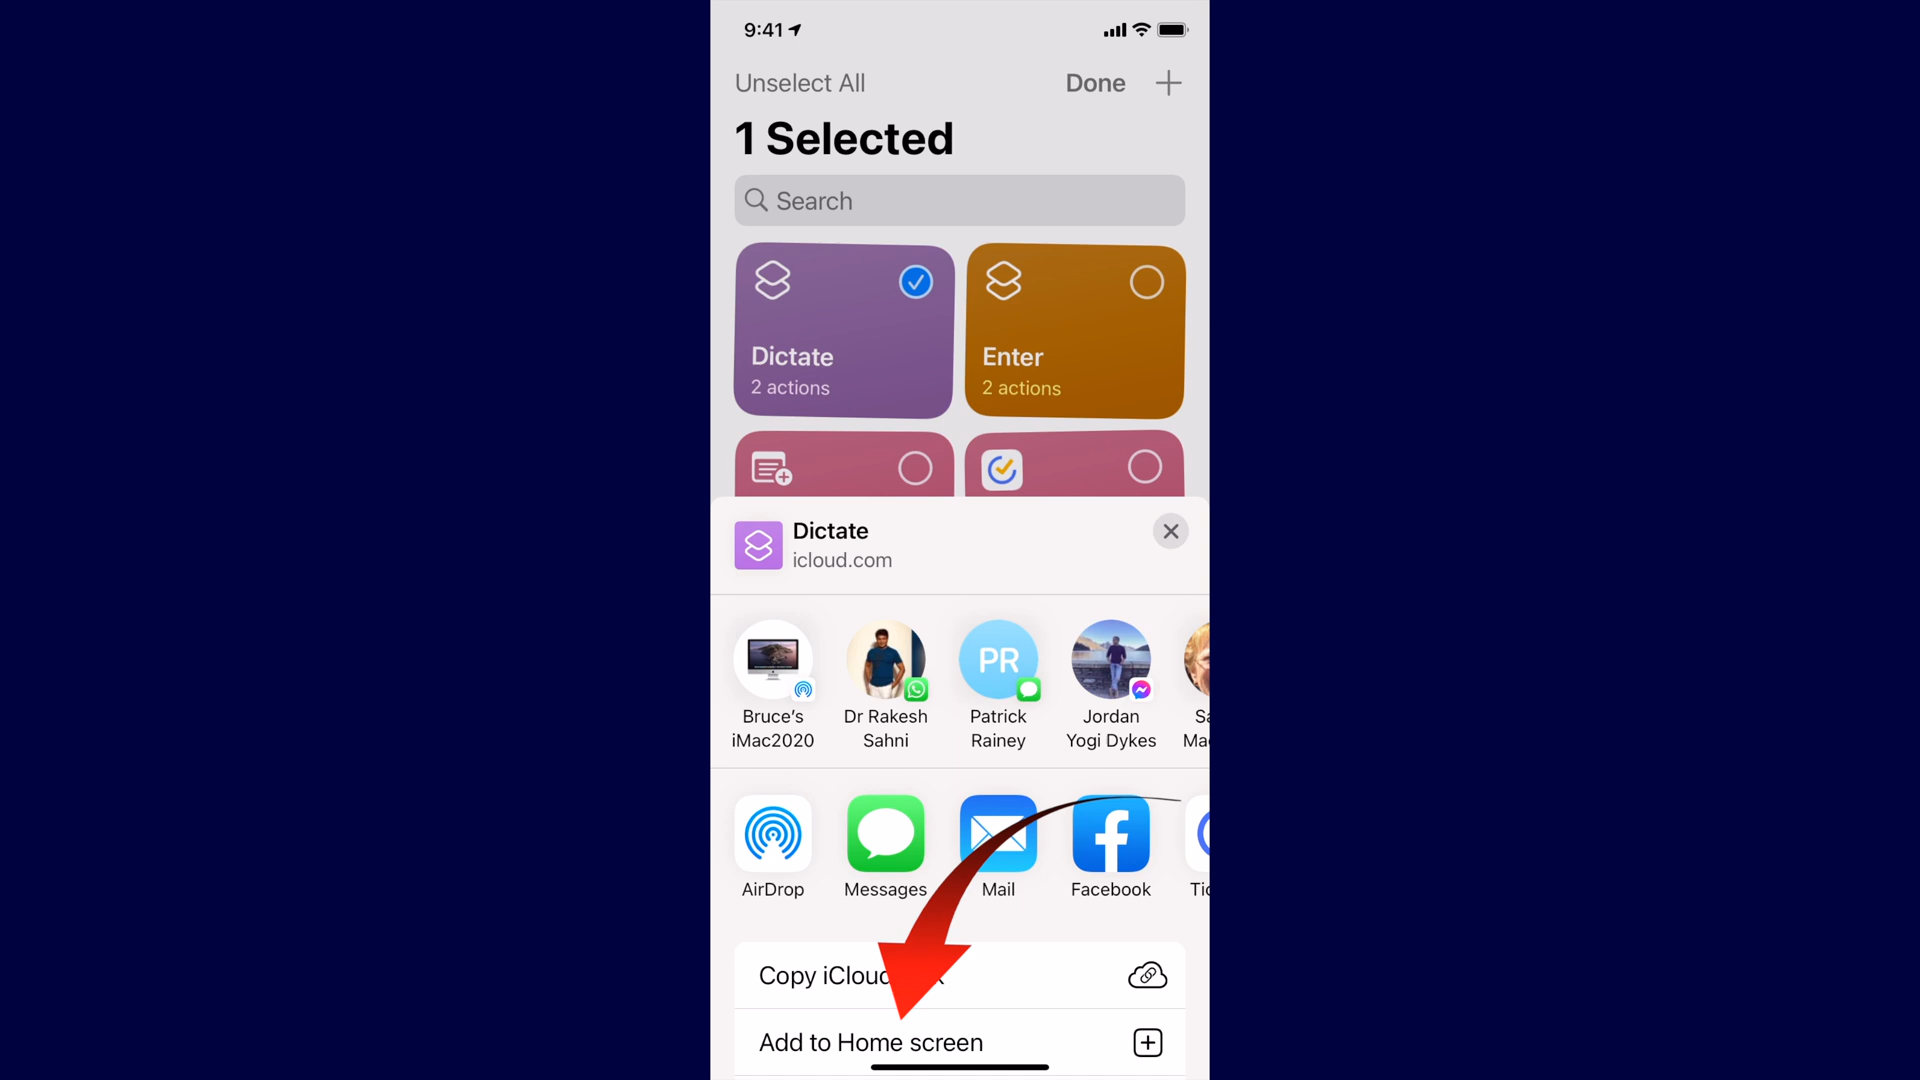 9:41
Unselect All Done
1 Selected
Search
Dictate Enter
2 actions 2 actions
Dictate
icloud.com
PR
Bruce’s Dr Rakesh Patrick Jordan
iMac2020 Sahni Rainey Yogi Dykes
AirDrop Messages Mail Facebook
Copy iCloud
Add to Home screen